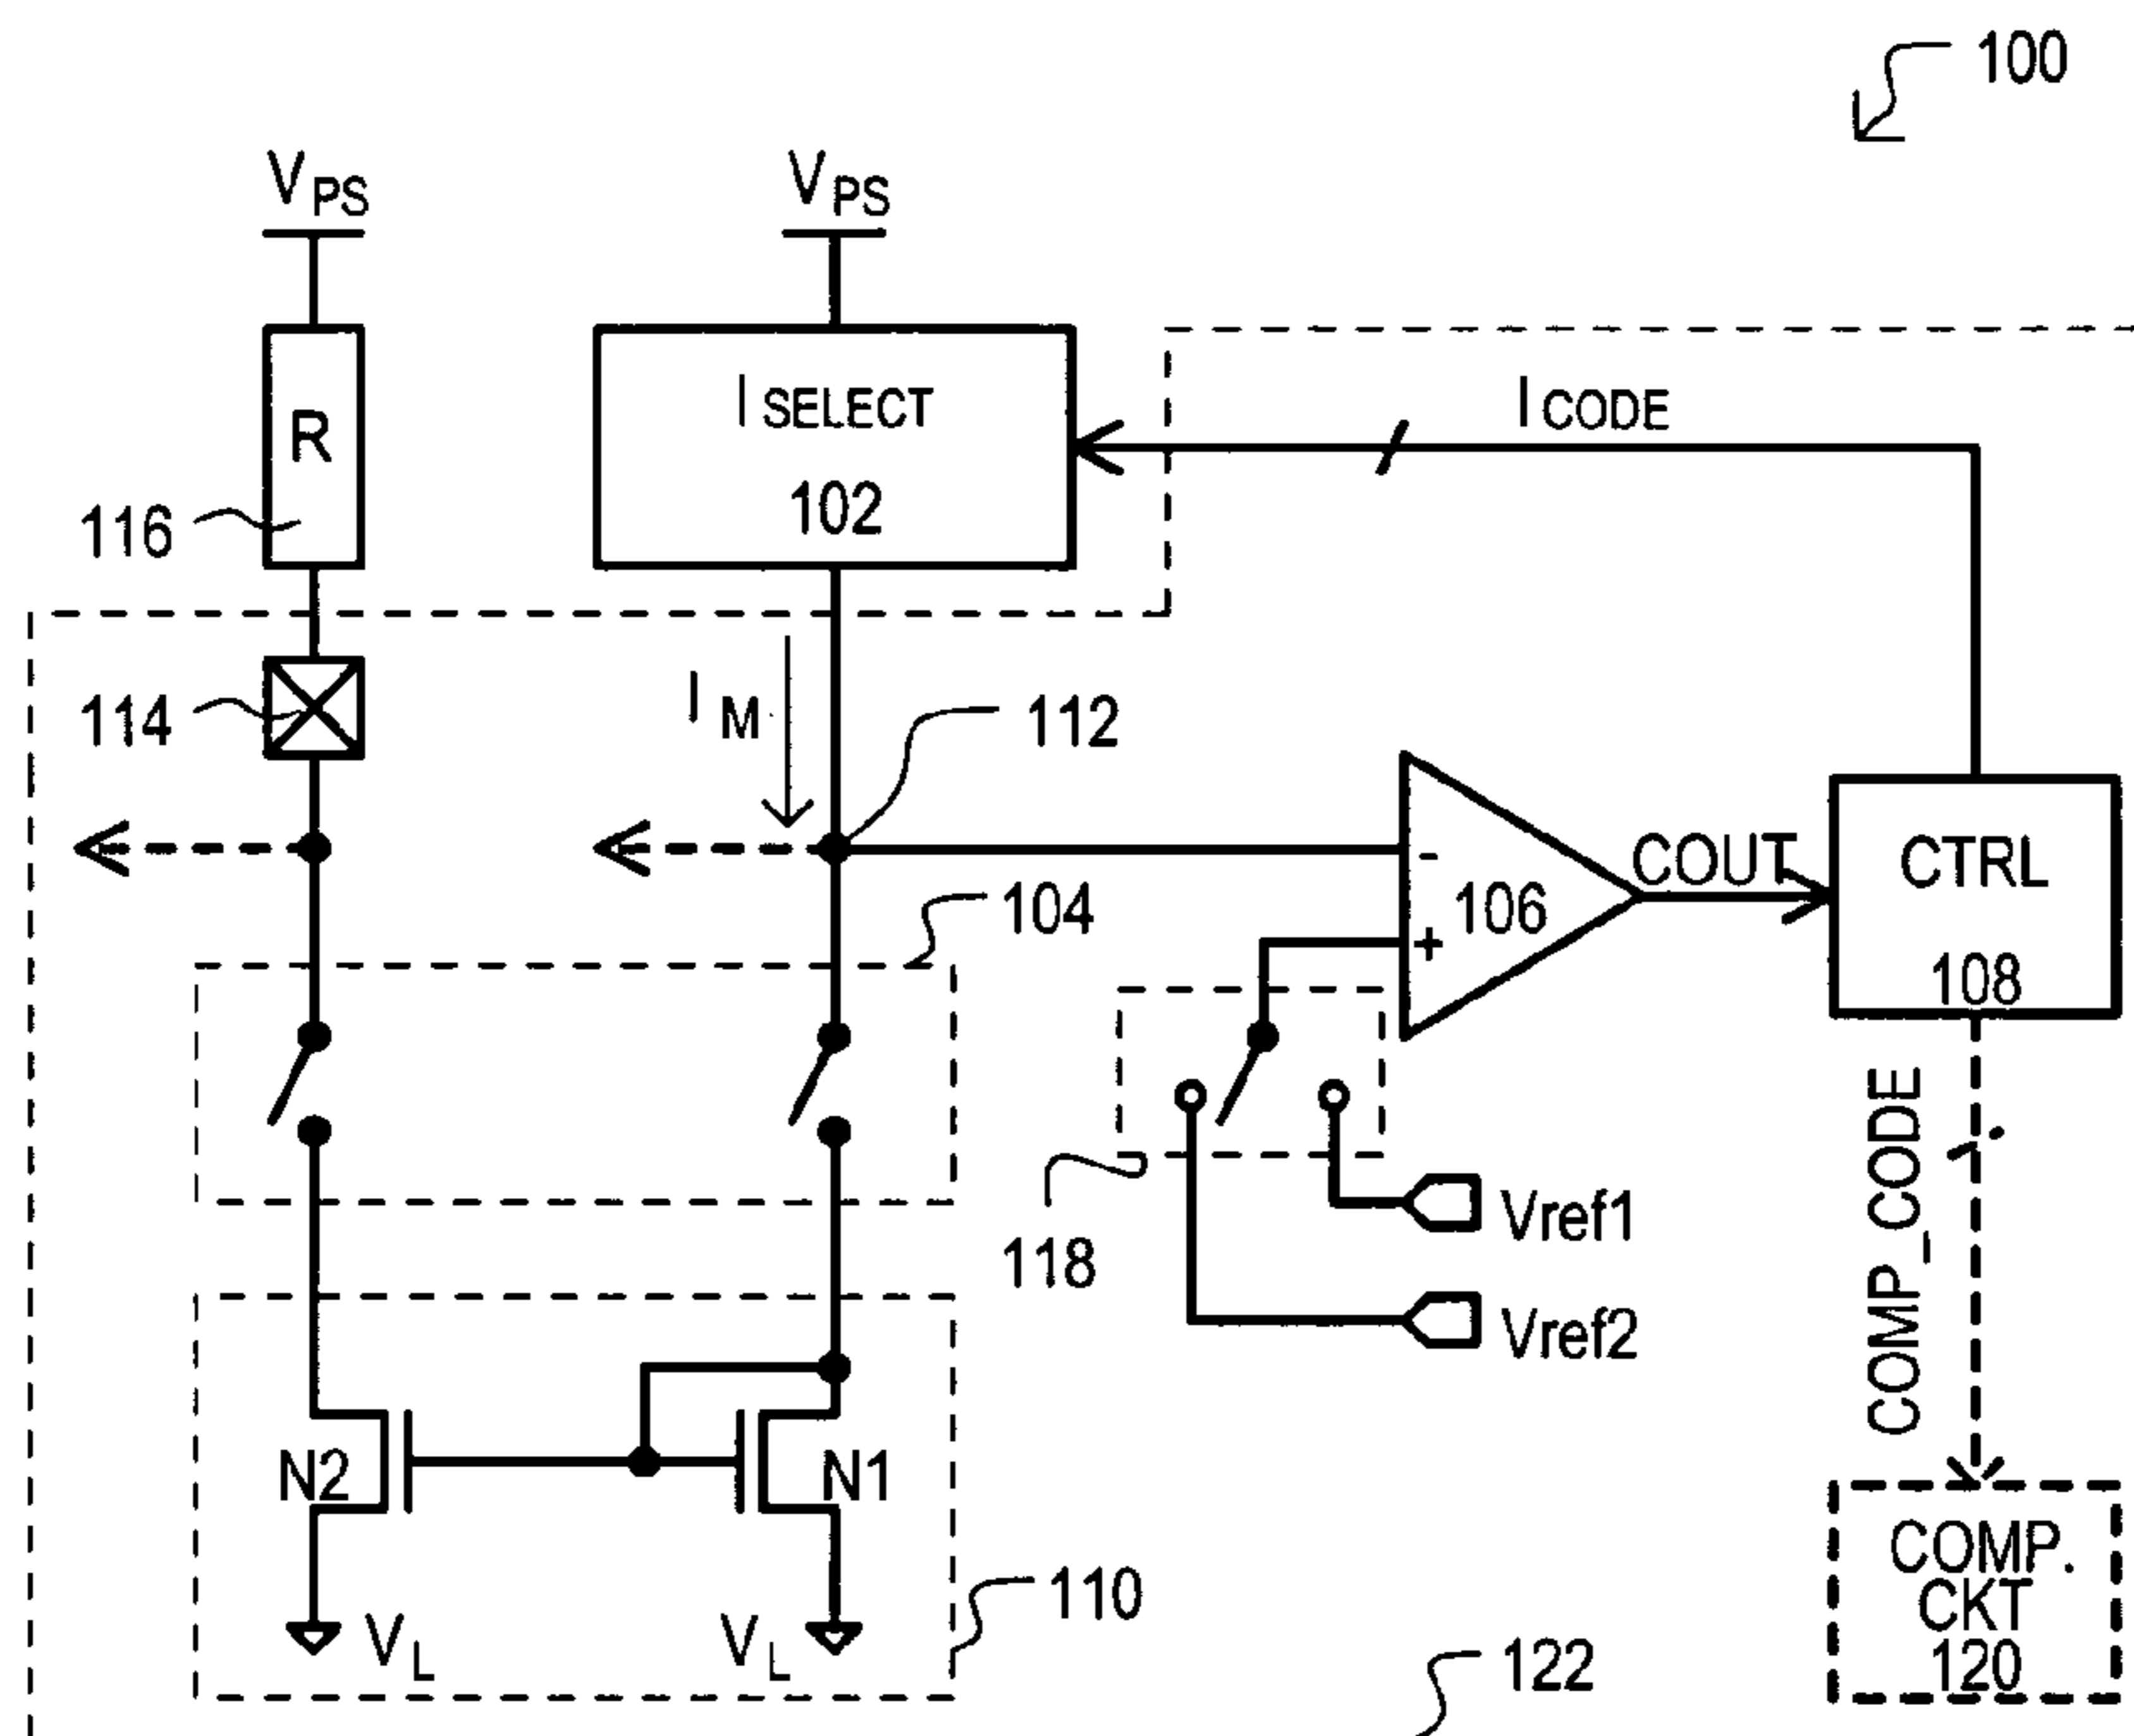 100
VPS
VPS
R
ISELECT
102
ICODE
116
114
IM
112
104
-
106
+
COUT
CTRL
108
118
Vref1
Vref2
COMP_CODE
N2
N1
110
VL
VL
122
COMP.
CKT
120